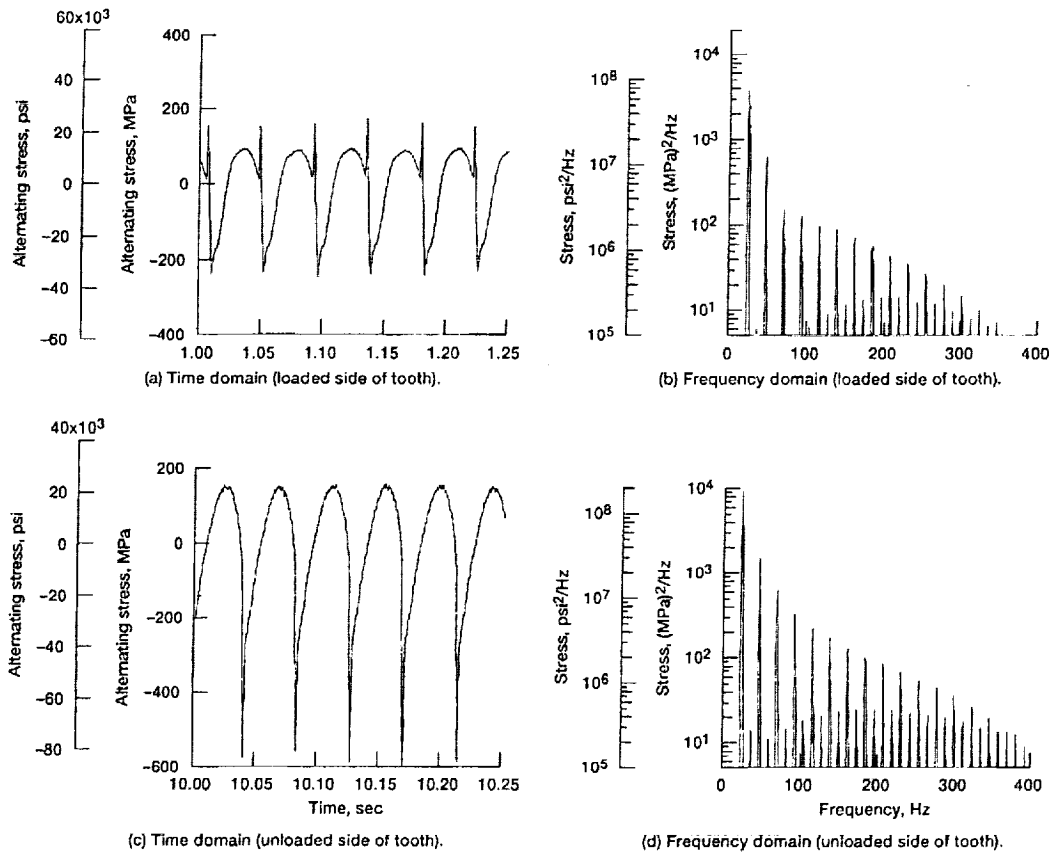 60x10³
40
20
0
-20
-40
-60
Alternating stress, psi
400
200
0
-200
-400
Alternating stress, MPa
1.00 1.05 1.10 1.15 1.20 1.25
(a) Time domain (loaded side of tooth).
10⁸
10⁷
10⁶
10⁵
Stress, psi²/Hz
10⁴
10³
10²
10¹
Stress, (MPa)²/Hz
0 100 200 300 400
(b) Frequency domain (loaded side of tooth).
40x10³
20
0
-20
-40
-60
-80
Alternating stress, psi
200
0
-200
-400
-600
Alternating stress, MPa
10.00 10.05 10.10 10.15 10.20 10.25
Time, sec
(c) Time domain (unloaded side of tooth).
10⁸
10⁷
10⁶
10⁵
Stress, psi²/Hz
10⁴
10³
10²
10¹
Stress, (MPa)²/Hz
0 100 200 300 400
Frequency, Hz
(d) Frequency domain (unloaded side of tooth).